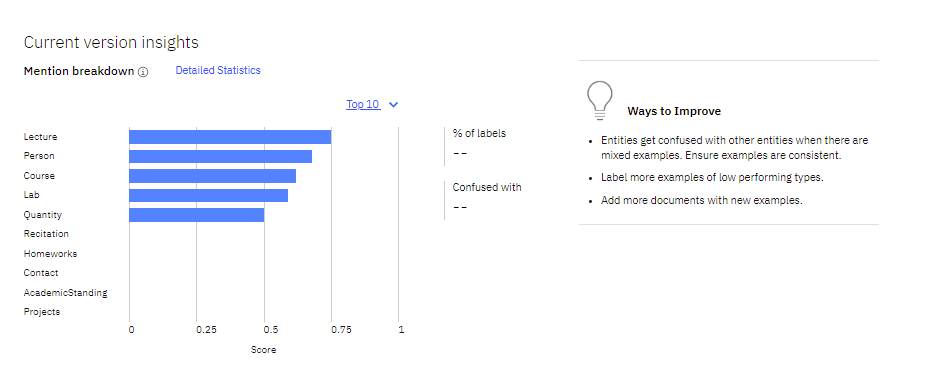 Current version insights
Mention breakdown
Detailed Statistics
Top 10
Lecture
Person
Course
Lab
Quantity
Recitation
Homeworks
Contact
AcademicStanding
Projects
0 0.25 0.5 0.75 1
Score
% of labels
--
Confused with
--
Ways to Improve
• Entities get confused with other entities when there are
mixed examples. Ensure examples are consistent.
• Label more examples of low performing types.
• Add more documents with new examples.